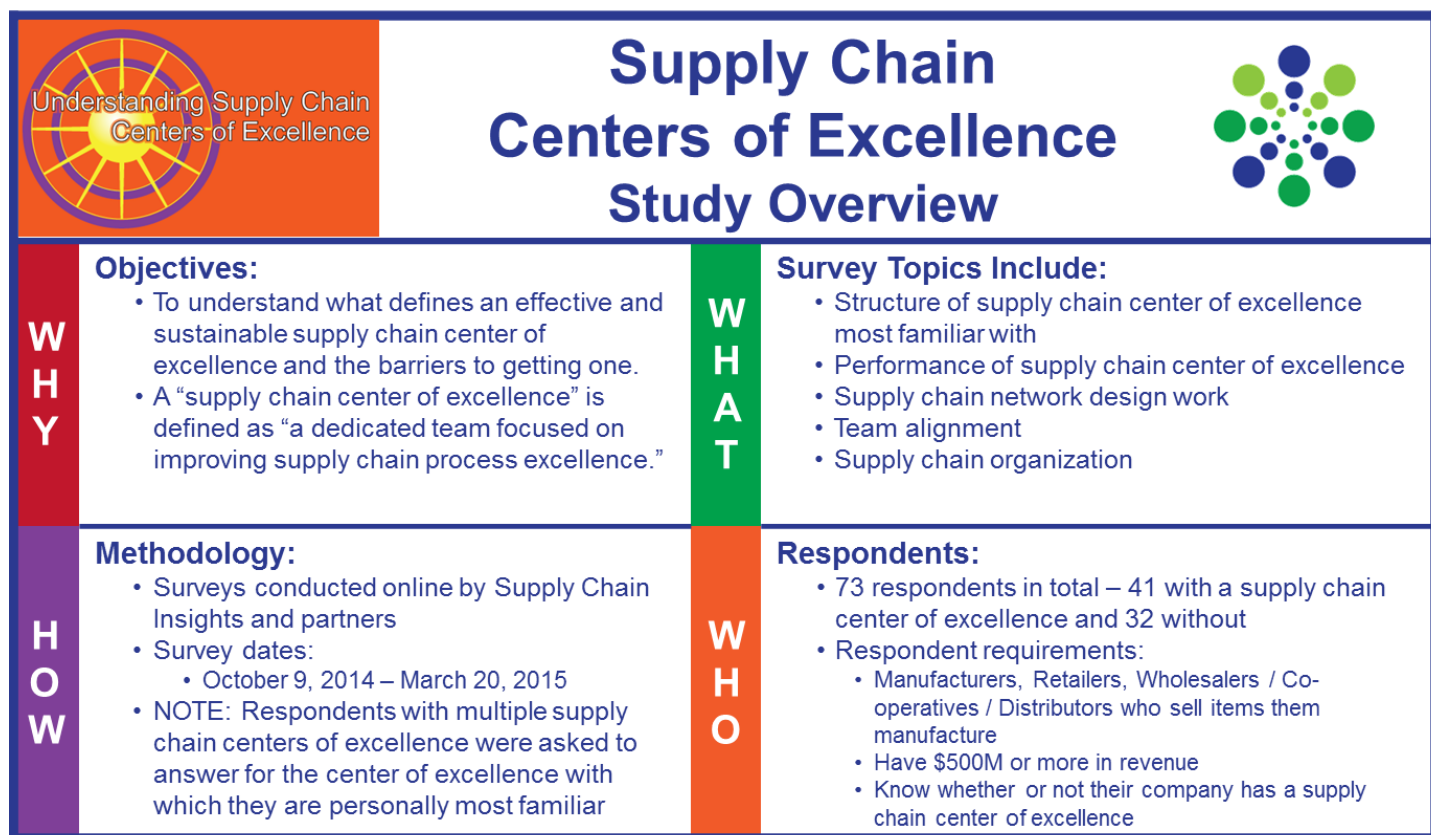 Understanding Supply Chain
Centers of Excellence
Supply Chain
Centers of Excellence
Study Overview
WHY
Objectives:
• To understand what defines an effective and
sustainable supply chain center of
excellence and the barriers to getting one.
• A “supply chain center of excellence” is
defined as “a dedicated team focused on
improving supply chain process excellence.”
WHAT
Survey Topics Include:
• Structure of supply chain center of excellence
most familiar with
• Performance of supply chain center of excellence
• Supply chain network design work
• Team alignment
• Supply chain organization
HOW
Methodology:
• Surveys conducted online by Supply Chain
Insights and partners
• Survey dates:
• October 9, 2014 – March 20, 2015
• NOTE: Respondents with multiple supply
chain centers of excellence were asked to
answer for the center of excellence with
which they are personally most familiar
WHO
Respondents:
• 73 respondents in total – 41 with a supply chain
center of excellence and 32 without
• Respondent requirements:
• Manufacturers, Retailers, Wholesalers / Co-
operatives / Distributors who sell items them
manufacture
• Have $500M or more in revenue
• Know whether or not their company has a supply
chain center of excellence